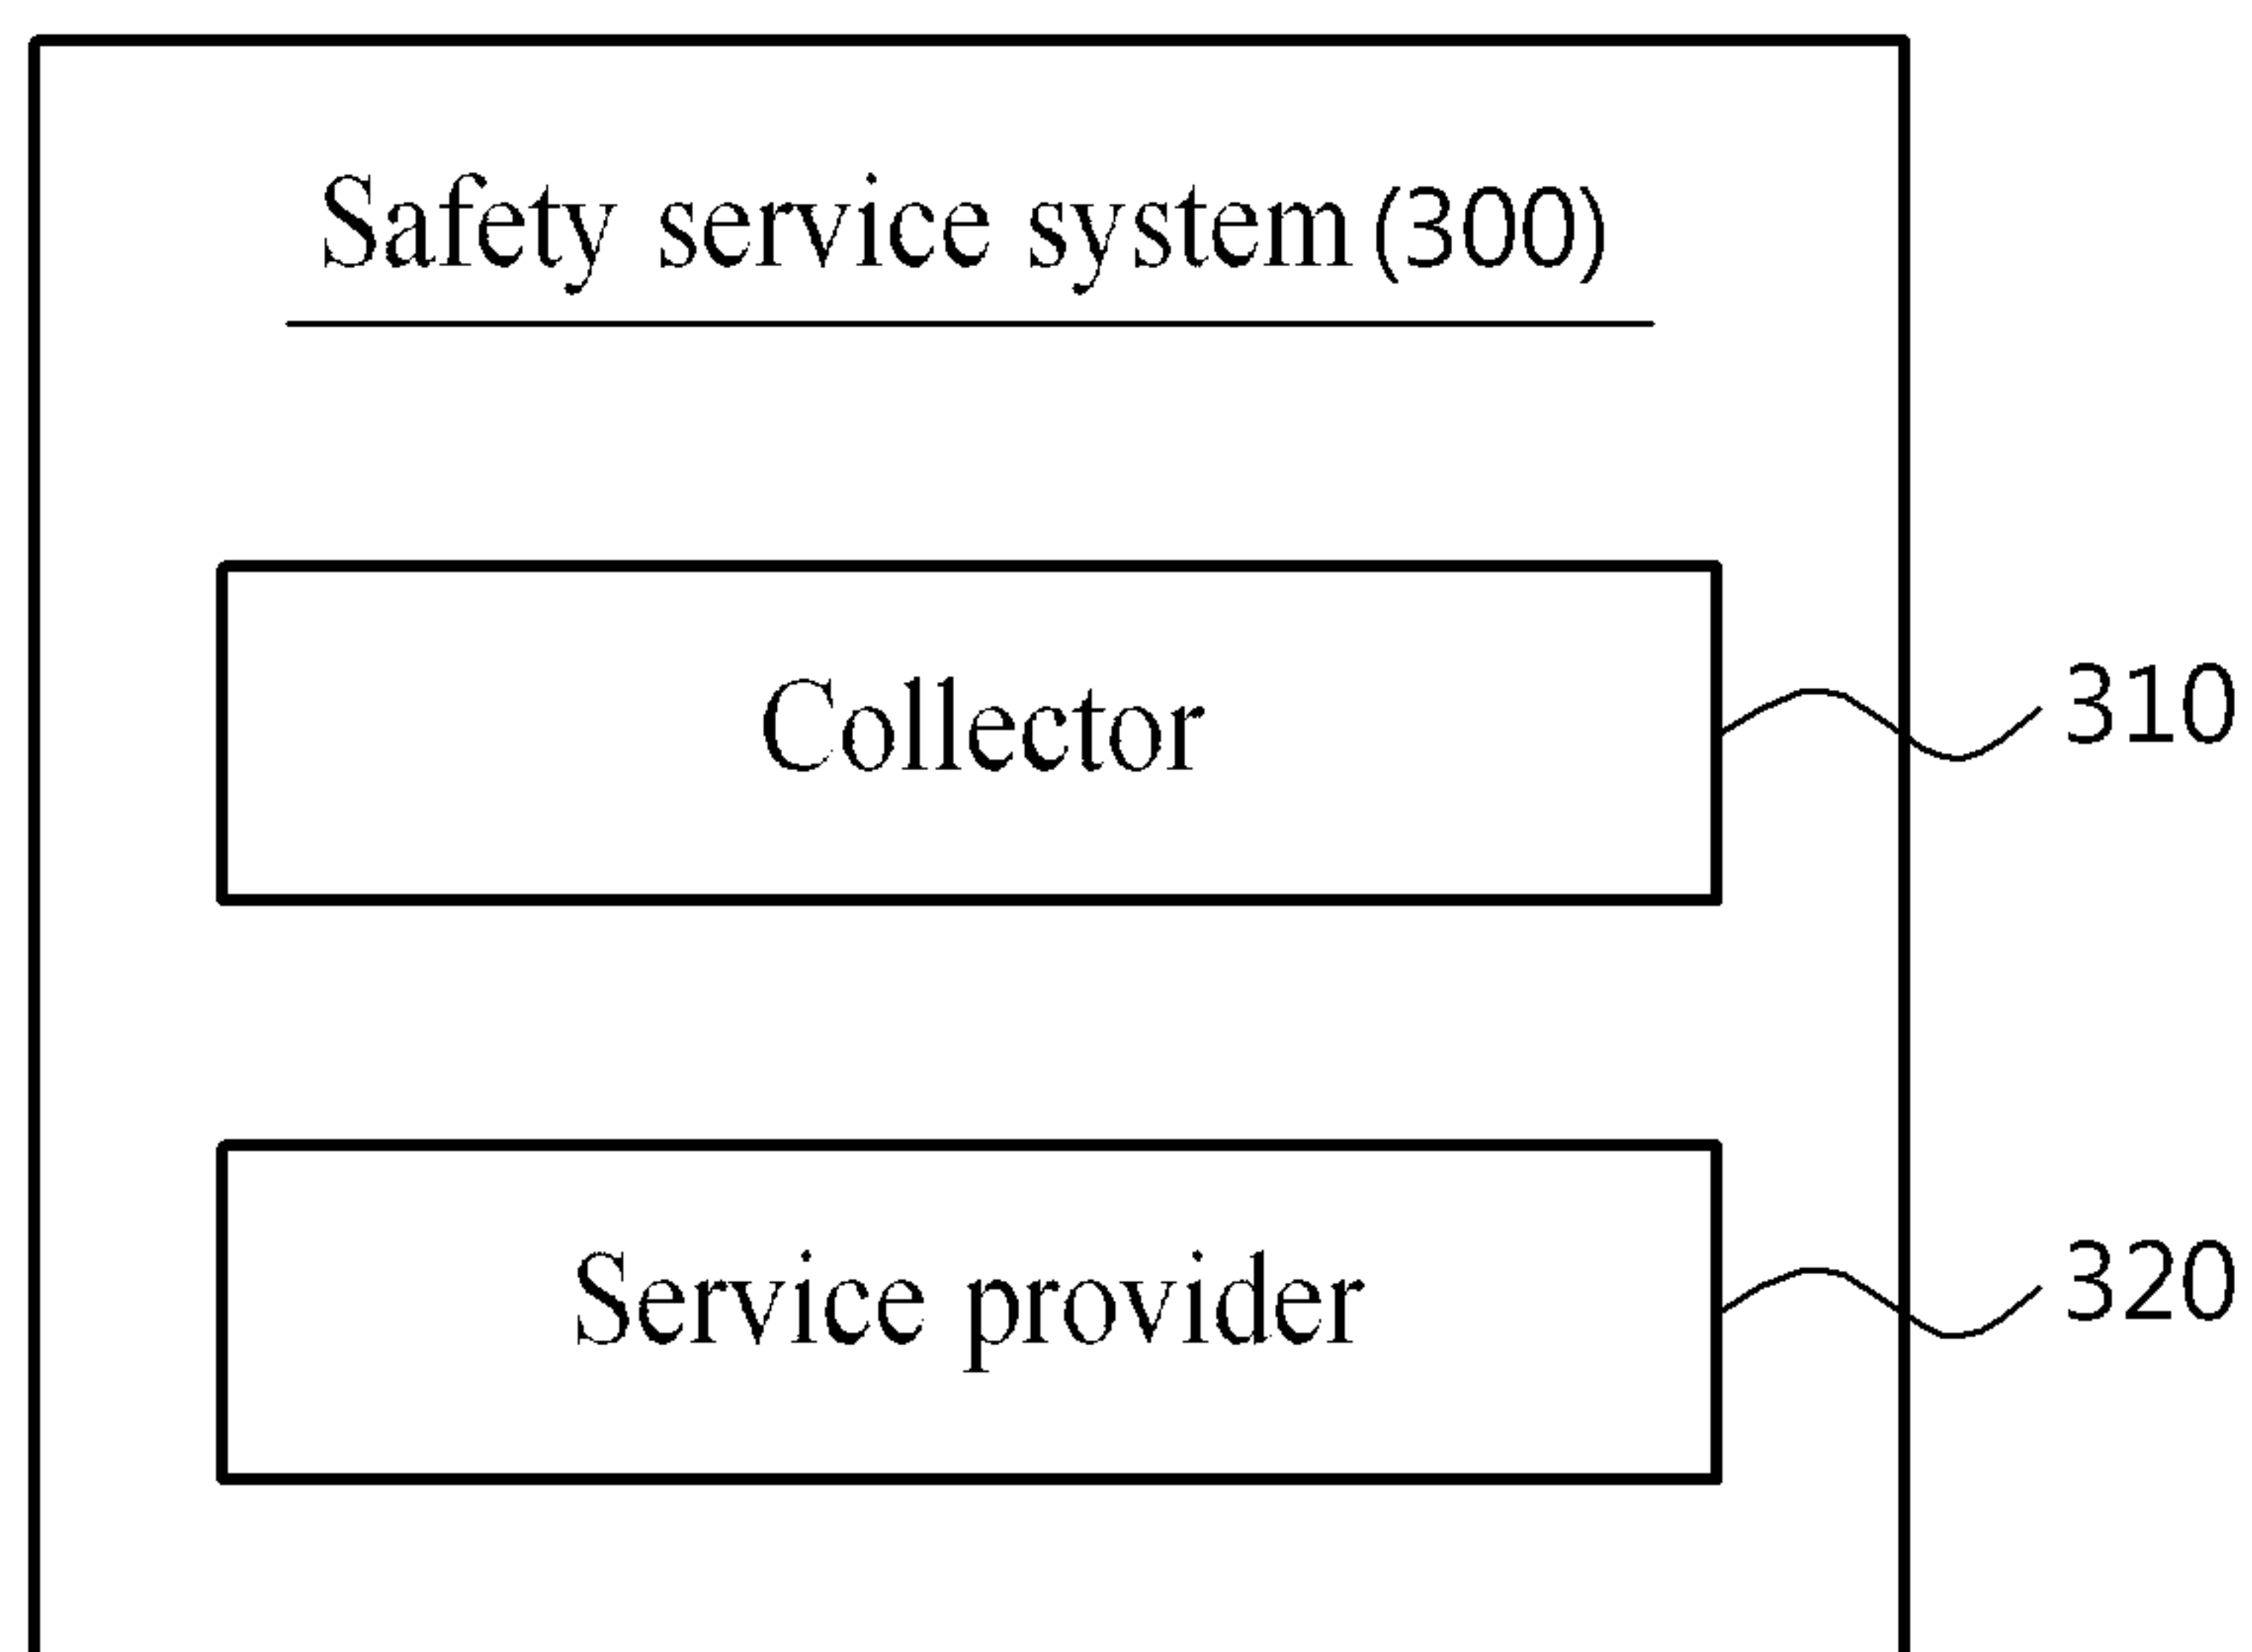 Safety service system (300)
Collector
310
Service provider
320